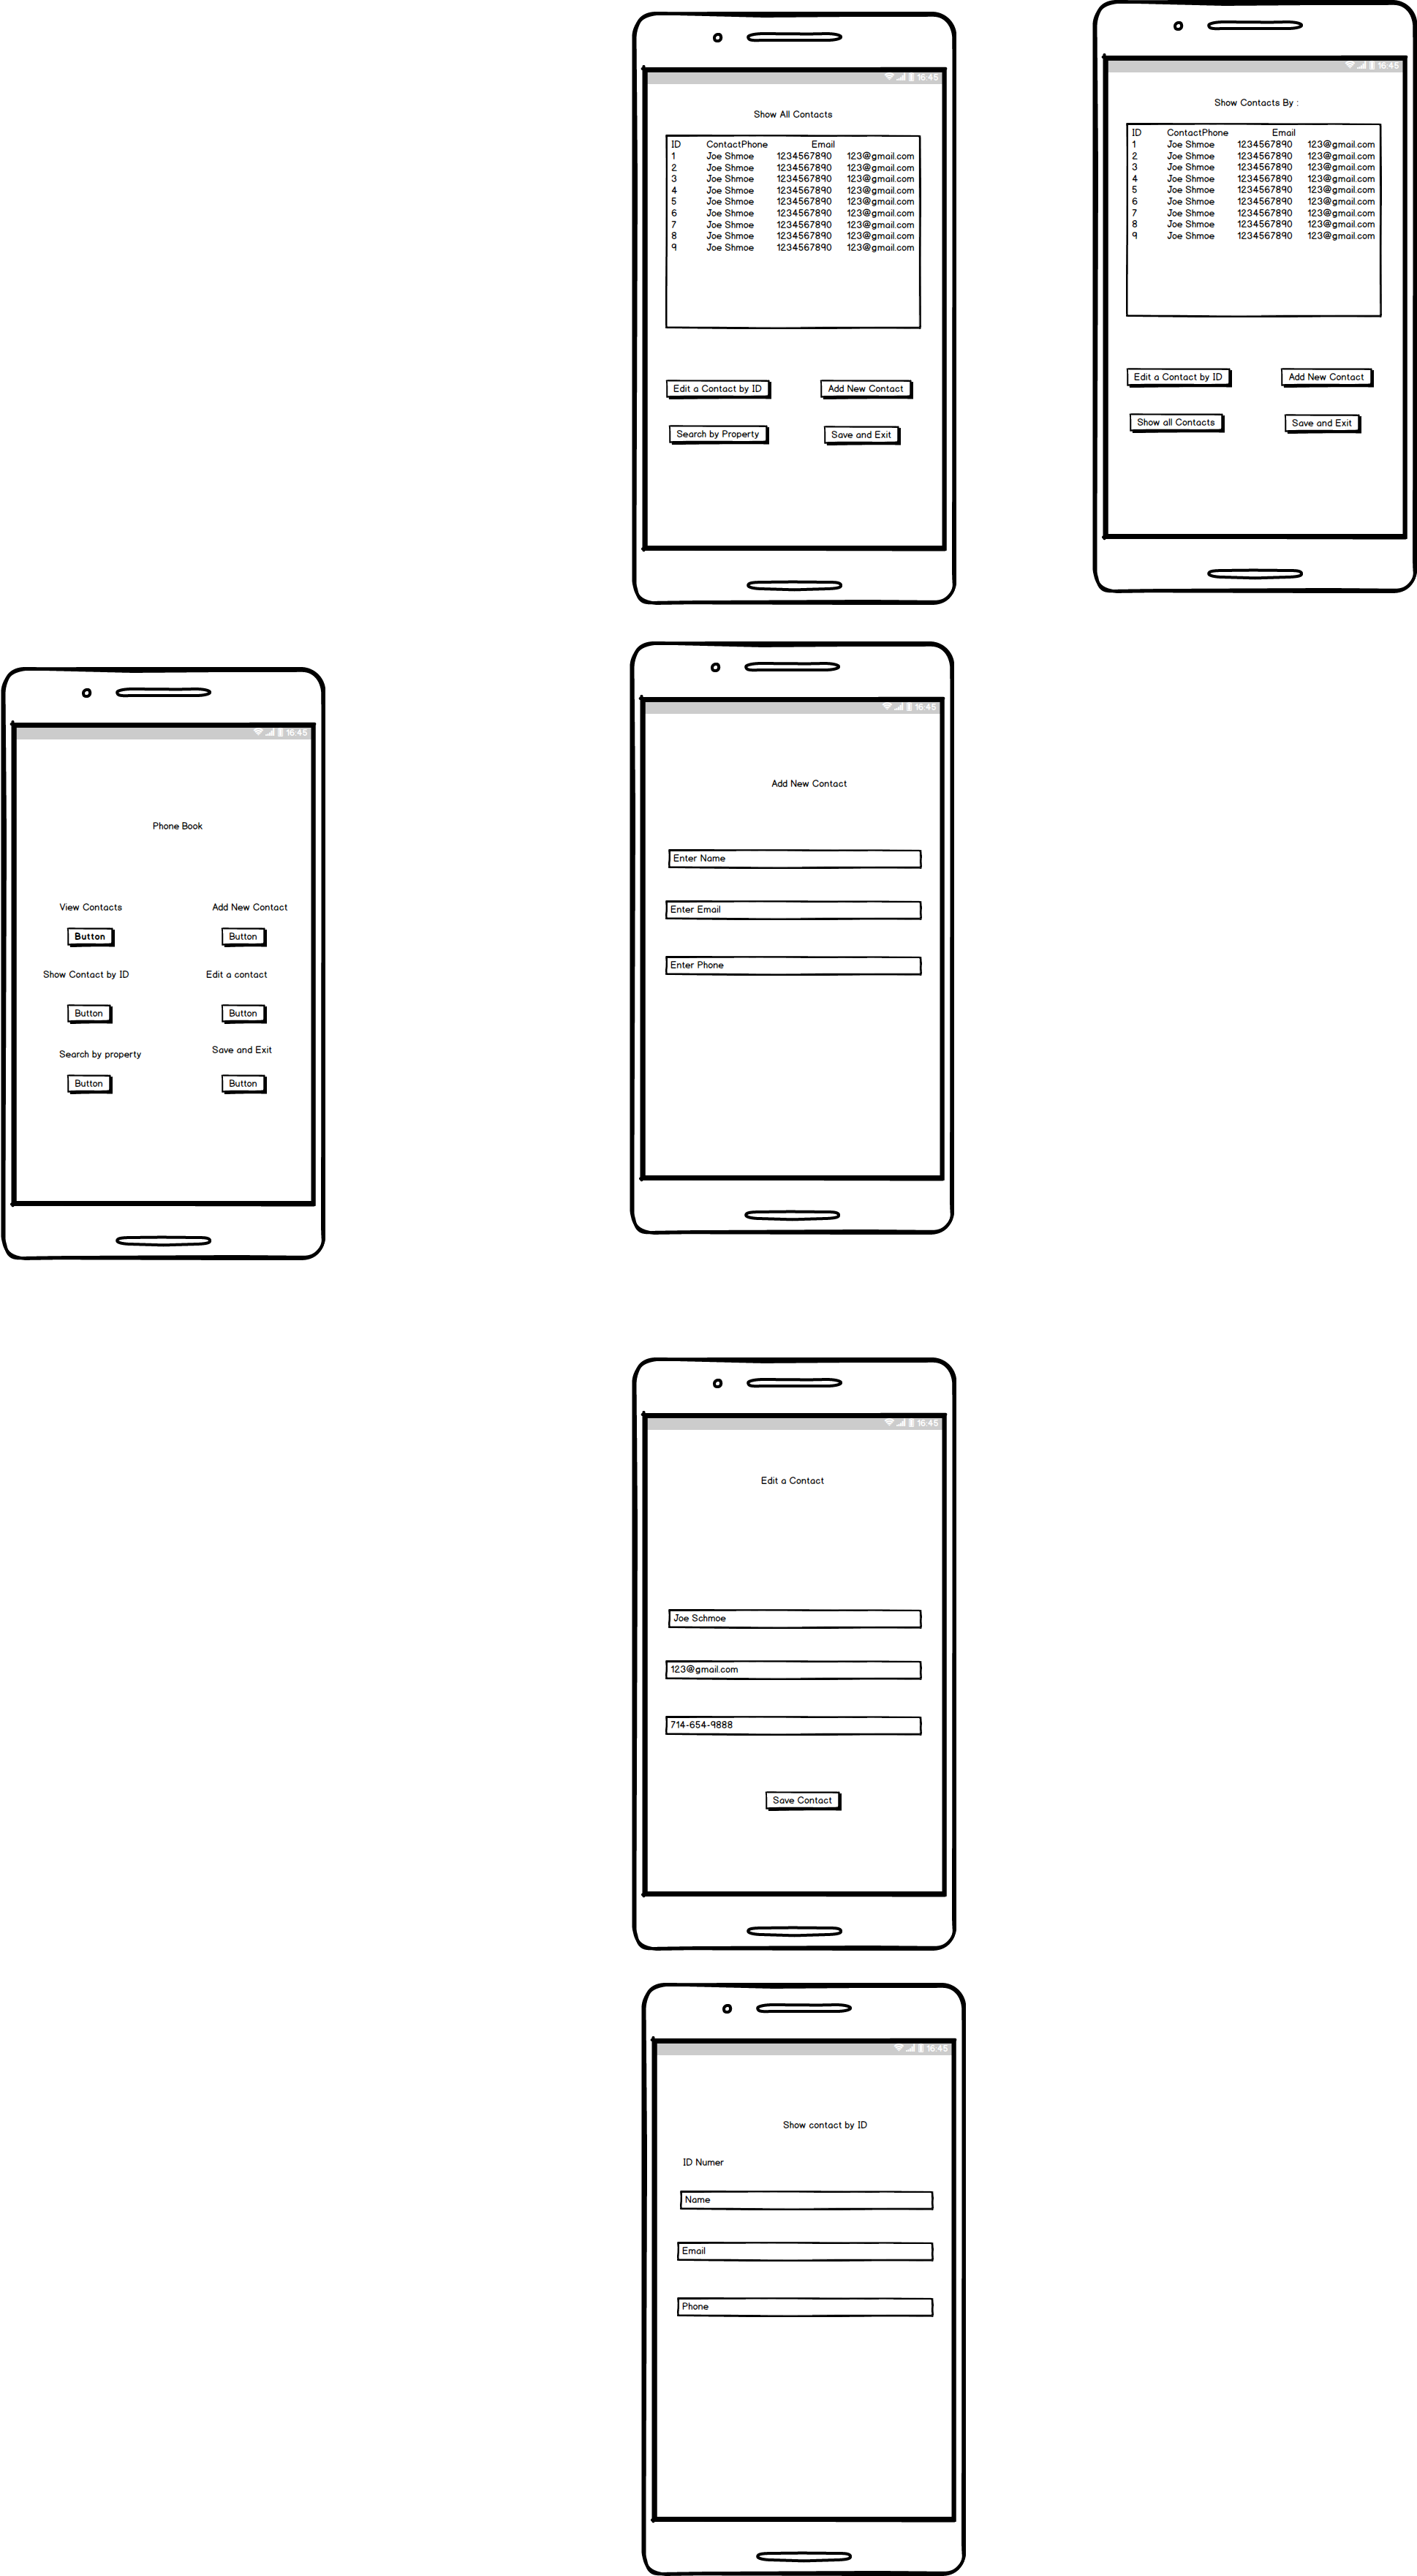 16:45
Show All Contacts
ID ContactPhone Email
1 Joe Shmoe 1234567890 123@gmail.com
2 Joe Shmoe 1234567890 123@gmail.com
3 Joe Shmoe 1234567890 123@gmail.com
4 Joe Shmoe 1234567890 123@gmail.com
5 Joe Shmoe 1234567890 123@gmail.com
6 Joe Shmoe 1234567890 123@gmail.com
7 Joe Shmoe 1234567890 123@gmail.com
8 Joe Shmoe 1234567890 123@gmail.com
9 Joe Shmoe 1234567890 123@gmail.com
Edit a Contact by ID Add New Contact
Search by Property Save and Exit
16:45
Show Contacts By :
ID ContactPhone Email
1 Joe Shmoe 1234567890 123@gmail.com
2 Joe Shmoe 1234567890 123@gmail.com
3 Joe Shmoe 1234567890 123@gmail.com
4 Joe Shmoe 1234567890 123@gmail.com
5 Joe Shmoe 1234567890 123@gmail.com
6 Joe Shmoe 1234567890 123@gmail.com
7 Joe Shmoe 1234567890 123@gmail.com
8 Joe Shmoe 1234567890 123@gmail.com
9 Joe Shmoe 1234567890 123@gmail.com
Edit a Contact by ID Add New Contact
Show all Contacts Save and Exit
16:45
Phone Book
View Contacts Add New Contact
Button Button
Show Contact by ID Edit a contact
Button Button
Search by property Save and Exit
Button Button
16:45
Add New Contact
Enter Name
Enter Email
Enter Phone
16:45
Edit a Contact
Joe Schmoe
123@gmail.com
714-654-9888
Save Contact
16:45
Show contact by ID
ID Numer
Name
Email
Phone